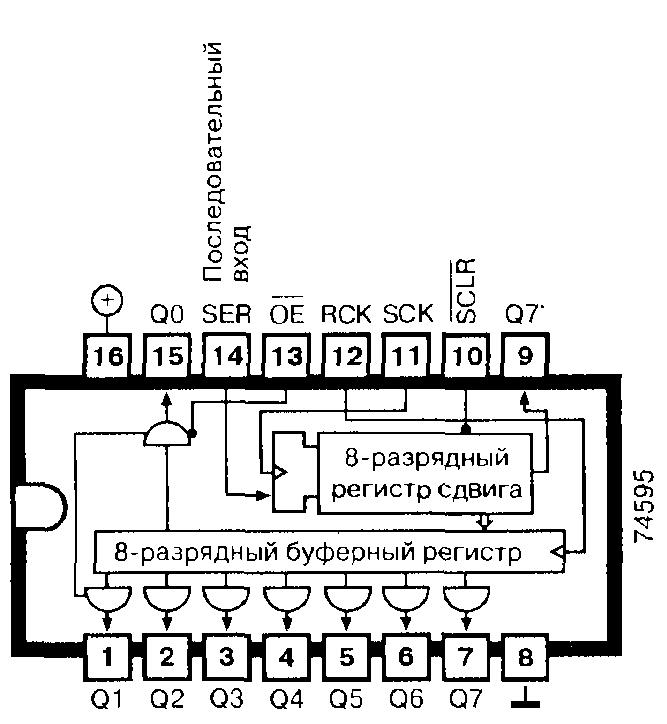 Последовательный
вход
+
Q0 SER OE RCK SCK SCLR Q7'
16 15 14 13 12 11 10 9
8-разрядный
регистр сдвига
74595
8-разрядный буферный регистр
1 2 3 4 5 6 7 8
Q1 Q2 Q3 Q4 Q5 Q6 Q7